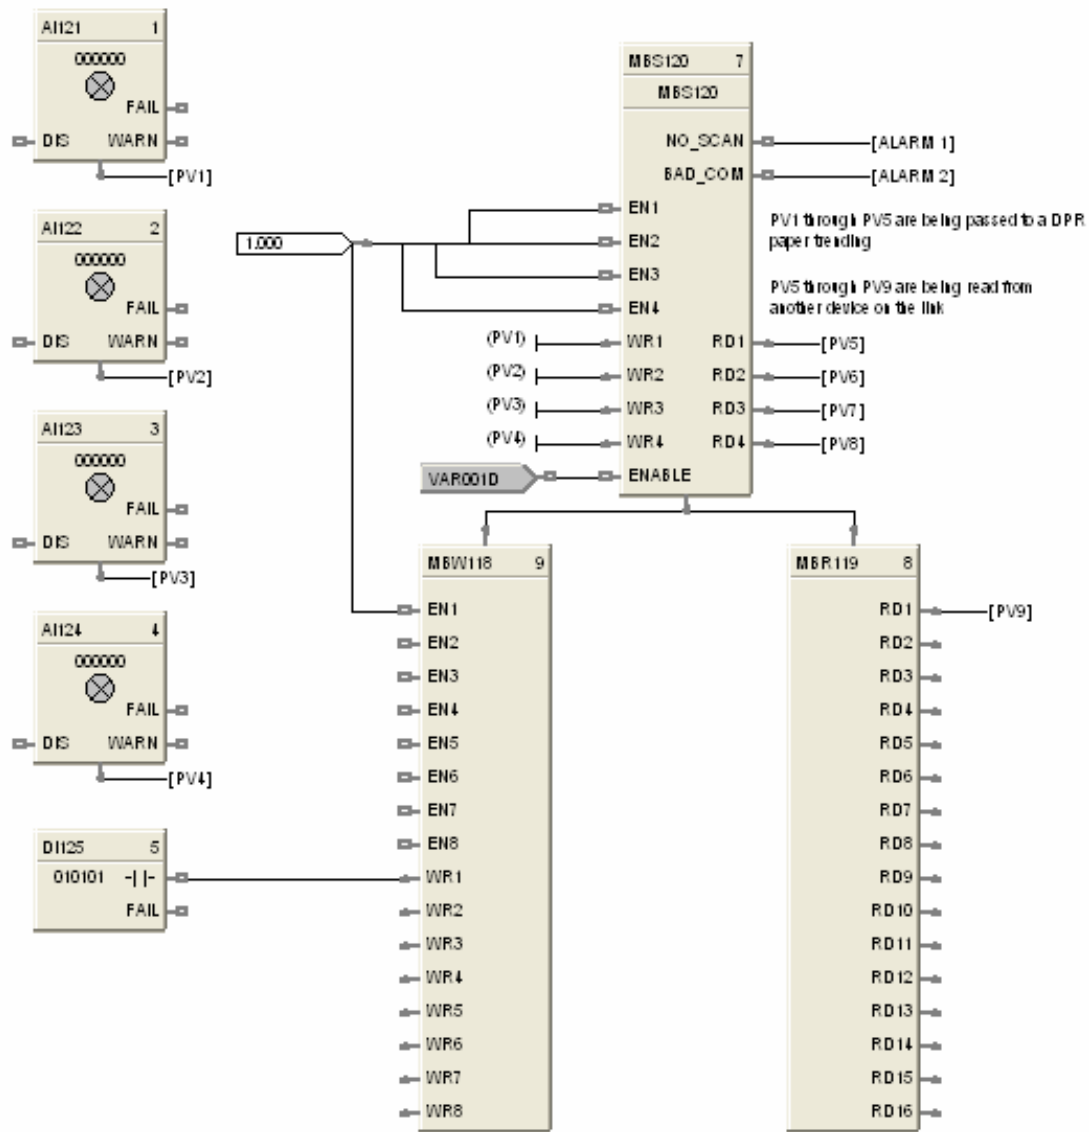 AI121 1
000000
FAIL
DIS WARN
[PV1]
AI122 2
000000
FAIL
DIS WARN
[PV2]
AI123 3
000000
FAIL
DIS WARN
[PV3]
AI124 4
000000
FAIL
DIS WARN
[PV4]
DI125 5
010101 -| |-
FAIL
1.000
MBS120 7
MBS120
NO_SCAN [ALARM 1]
BAD_COM [ALARM 2]
EN1
EN2
EN3
EN4
(PV1) WR1 RD1 [PV5]
(PV2) WR2 RD2 [PV6]
(PV3) WR3 RD3 [PV7]
(PV4) WR4 RD4 [PV8]
VAR001D ENABLE
PV1 through PV5 are being passed to a DPR
paper trending
PV5 through PV9 are being read from
another device on the link
MBW118 9
EN1
EN2
EN3
EN4
EN5
EN6
EN7
EN8
WR1
WR2
WR3
WR4
WR5
WR6
WR7
WR8
MBR119 8
RD1 [PV9]
RD2
RD3
RD4
RD5
RD6
RD7
RD8
RD9
RD10
RD11
RD12
RD13
RD14
RD15
RD16